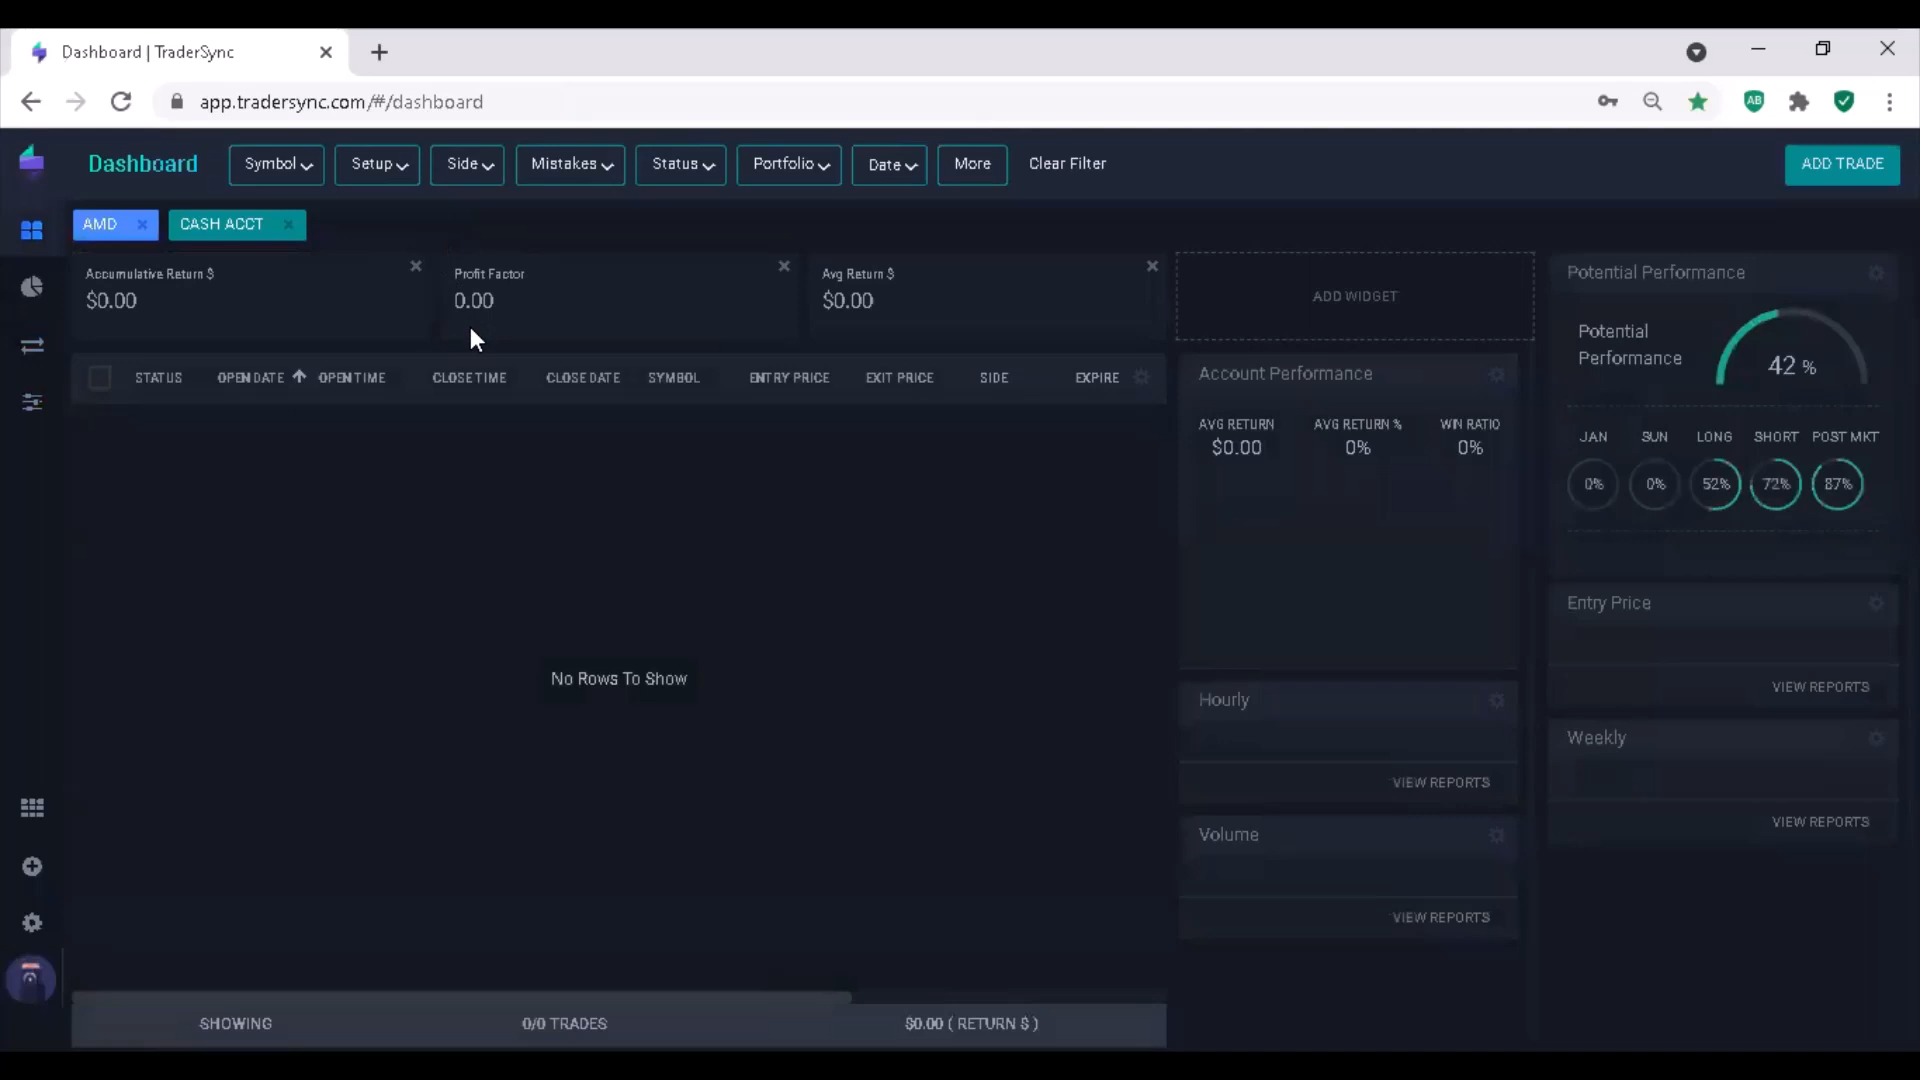 Dashboard | TraderSync
app.tradersync.com/#/dashboard
AB
Dashboard
Symbol
Setup
Side
Mistakes
Status
Portfolio
Date
More
Clear Filter
ADD TRADE
AMD
CASH ACCT
Accumulative Return $
$0.00
Profit Factor
0.00
Avg Return $
$0.00
ADD WIDGET
STATUS
OPEN DATE
OPEN TIME
CLOSE TIME
CLOSE DATE
SYMBOL
ENTRY PRICE
EXIT PRICE
SIDE
EXPIRE
No Rows To Show
SHOWING
0/0 TRADES
$0.00 ( RETURN $ )
Account Performance
AVG RETURN
$0.00
AVG RETURN %
0%
WIN RATIO
0%
Hourly
VIEW REPORTS
Volume
VIEW REPORTS
Potential Performance
Potential
Performance
42 %
JAN
SUN
LONG
SHORT
POST MKT
0%
0%
52%
72%
87%
Entry Price
VIEW REPORTS
Weekly
VIEW REPORTS